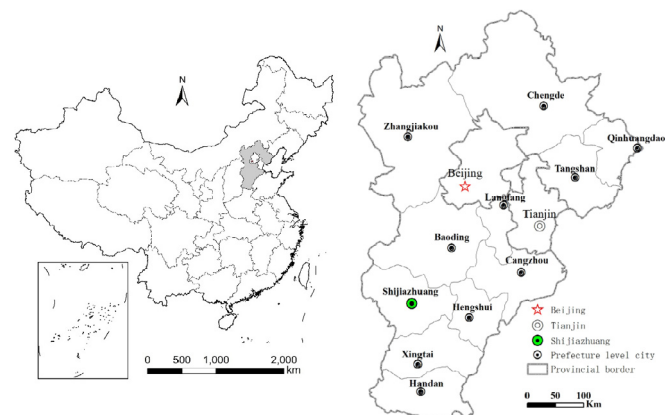 N
0
500
1,000
2,000
km
N
Chengde
Zhangjiakou
Qinhuangdao
Tangshan
Beijing
Langfang
Tianjin
Baoding
Cangzhou
Shijiazhuang
Hengshui
Xingtai
Handan
Beijing
Tianjin
Shijiazhuang
Prefecture level city
Provincial border
0
50
100
Km